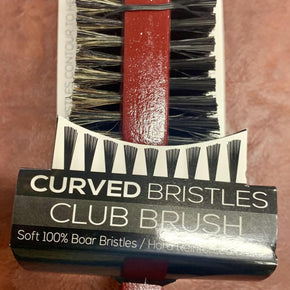 CURVED BRISTLES
CLUB BRUSH
Soft 100% Boar Bristles /